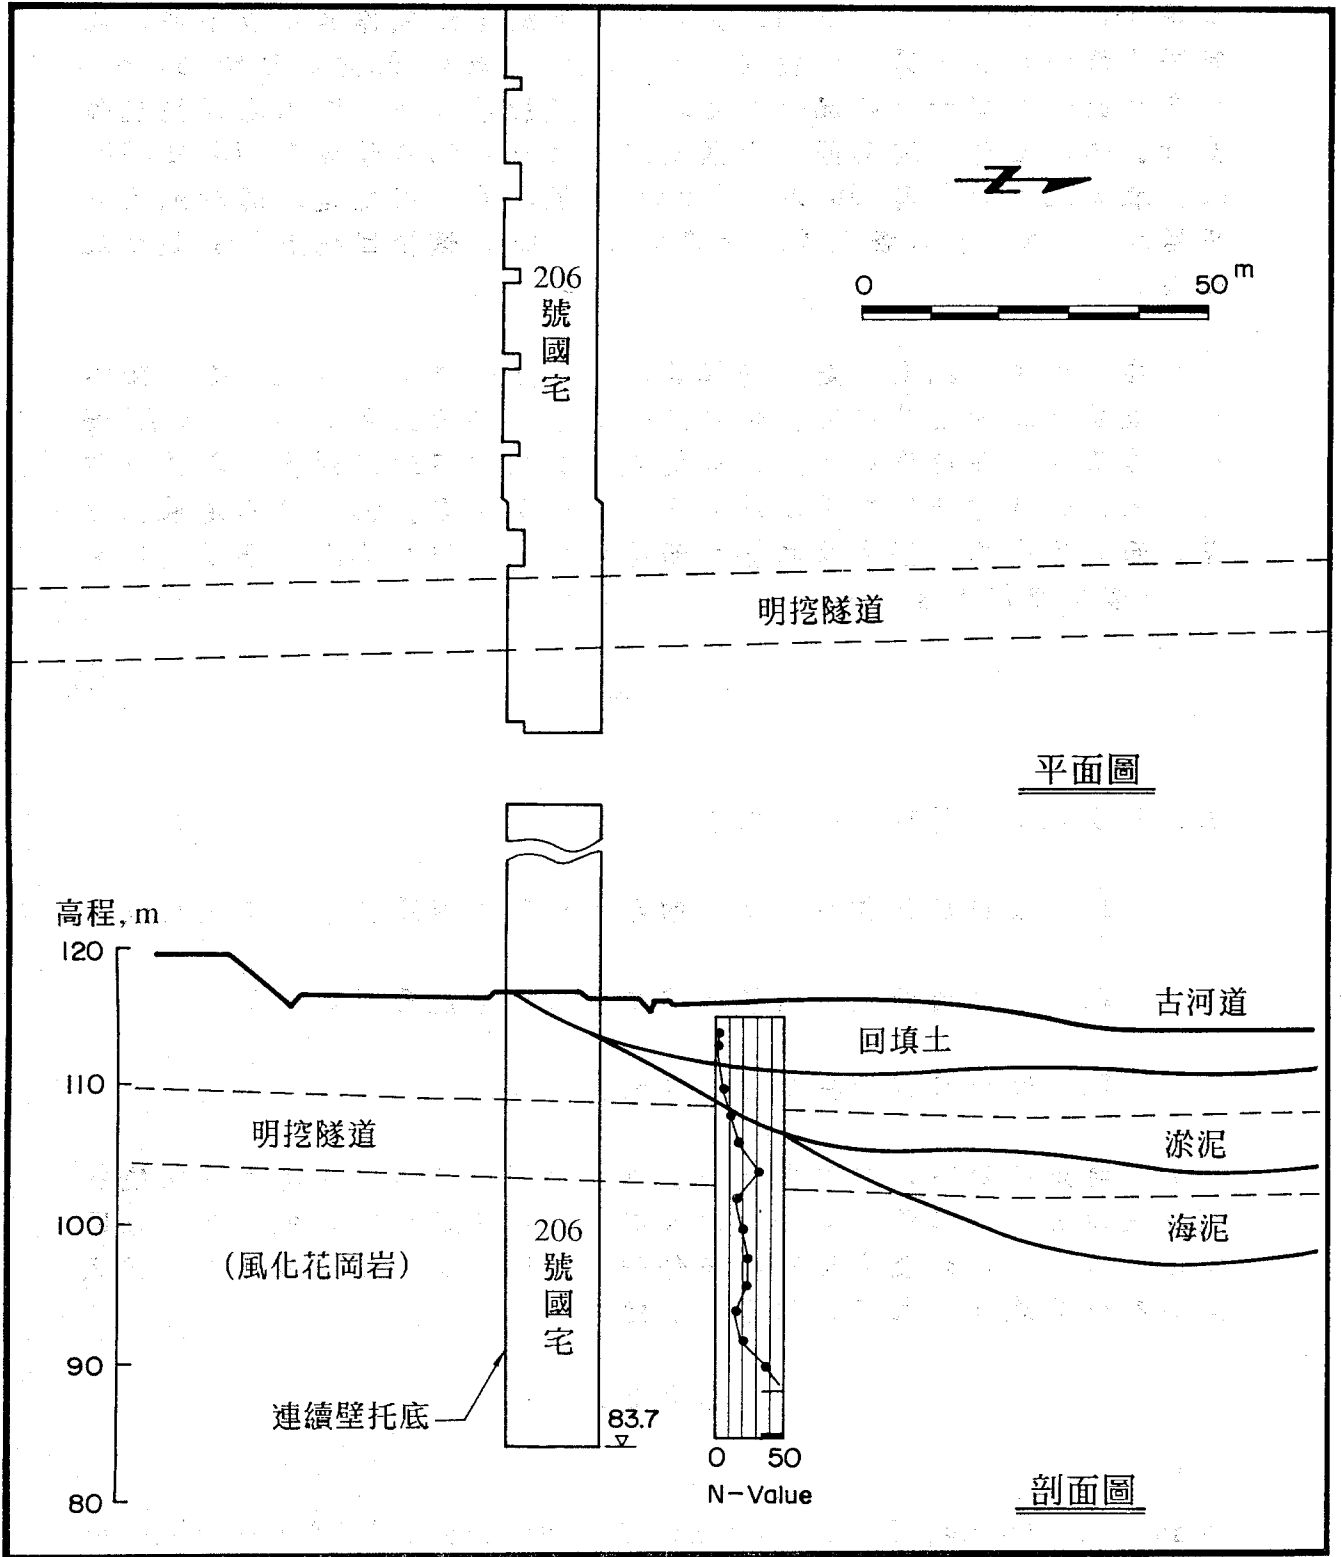 Z
0 50 m
206
號
國
宅
明挖隧道
平面圖
高程, m
120
110
100
90
80
古河道
回填土
明挖隧道
淤泥
海泥
(風化花岡岩)
206
號
國
宅
連續壁托底
83.7
0 50
N-Value
剖面圖